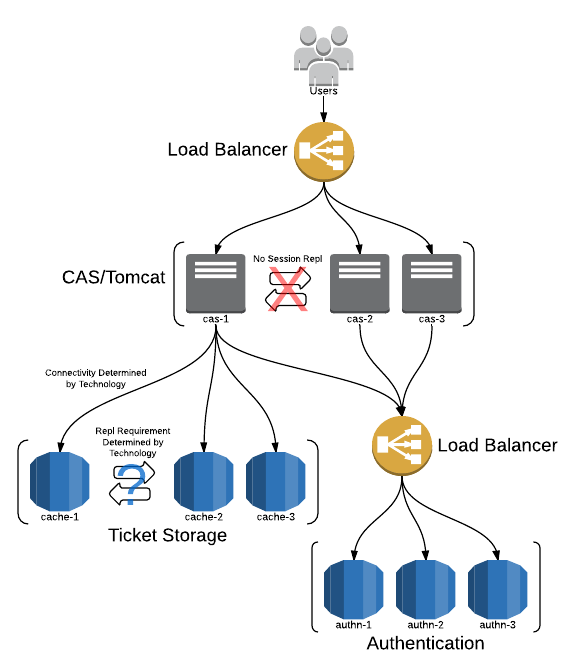 Users
Load Balancer
No Session Repl
CAS/Tomcat
cas-1
cas-2
cas-3
Connectivity Determined
by Technology
Repl Requirement
Determined by
Technology
?
Load Balancer
cache-1
cache-2
cache-3
Ticket Storage
authn-1
authn-2
authn-3
Authentication